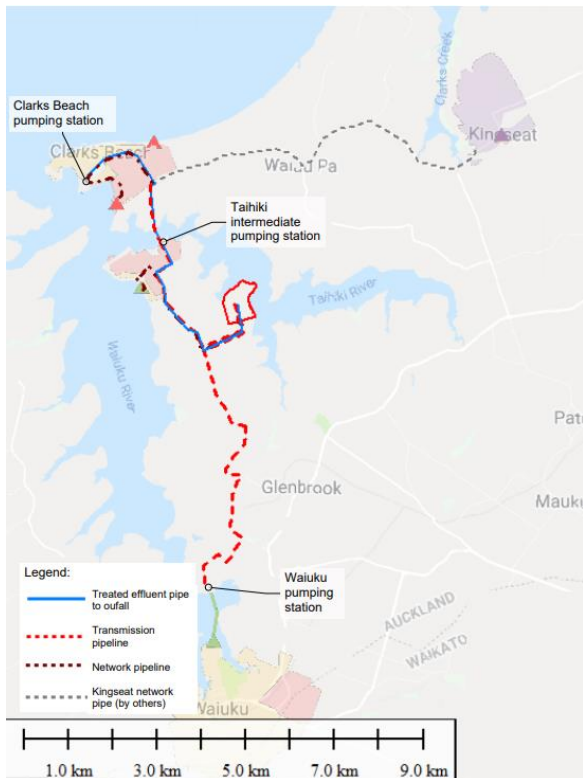 Clarks Beach
pumping station
Clarks Beach
Clarks Creek
Kingseat
Waiau Pa
Taihiki
intermediate
pumping station
Taihiki River
Waiuku River
Glenbrook
Patu
Mauku
Legend:
Treated effluent pipe
to oufall
Transmission
pipeline
Network pipeline
Kingseat network
pipe (by others)
Waiuku
pumping
station
AUCKLAND
WAIKATO
Waiuku
1.0 km
3.0 km
5.0 km
7.0 km
9.0 km